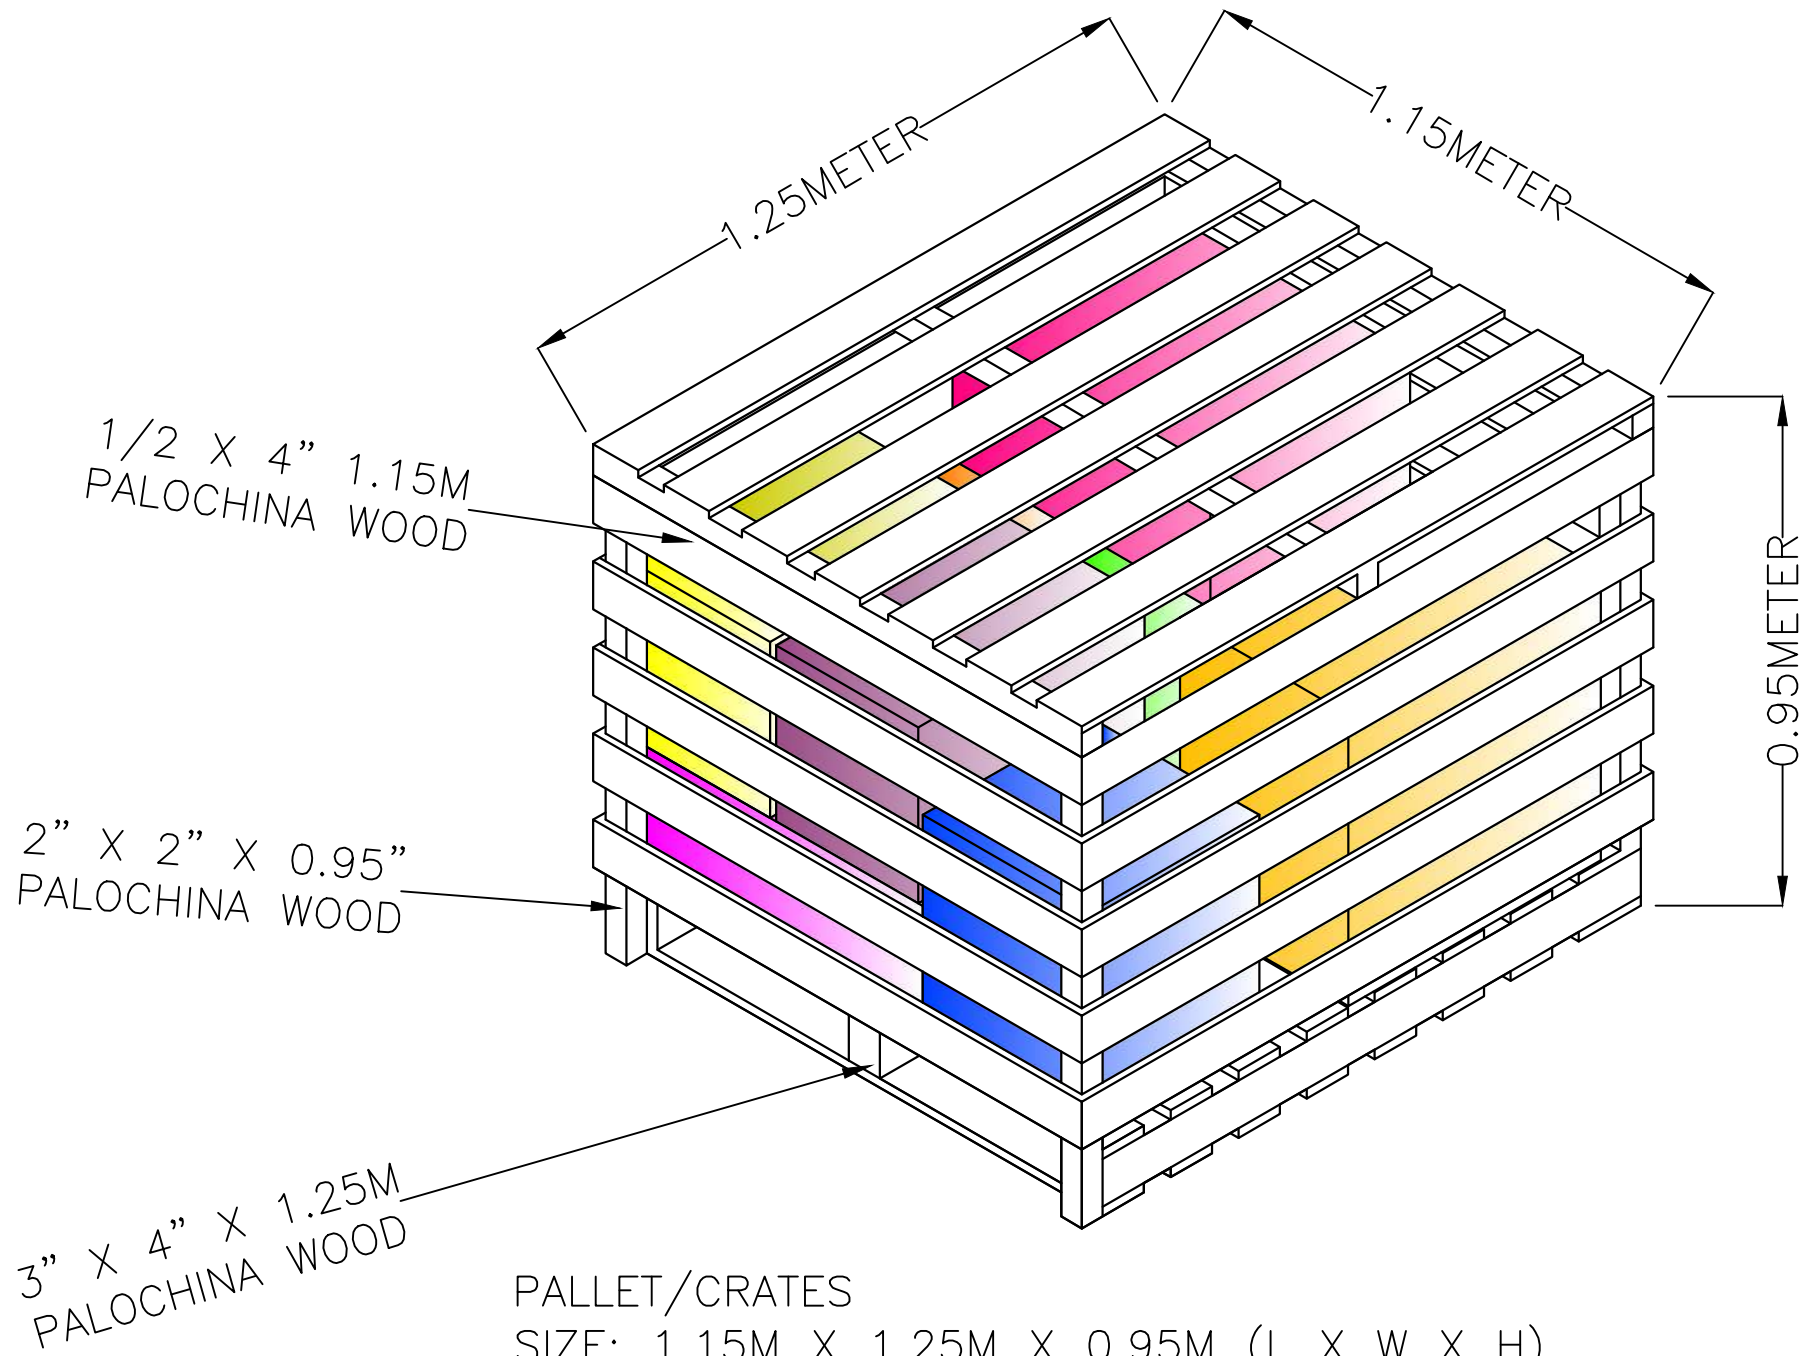 1.25METER
1.15METER
1/2 X 4" 1.15M
PALOCHINA WOOD
0.95METER
2" X 2" X 0.95"
PALOCHINA WOOD
3" X 4" X 1.25M
PALOCHINA WOOD
PALLET/CRATES
SIZE: 1.15M X 1.25M X 0.95M (L X W X H)